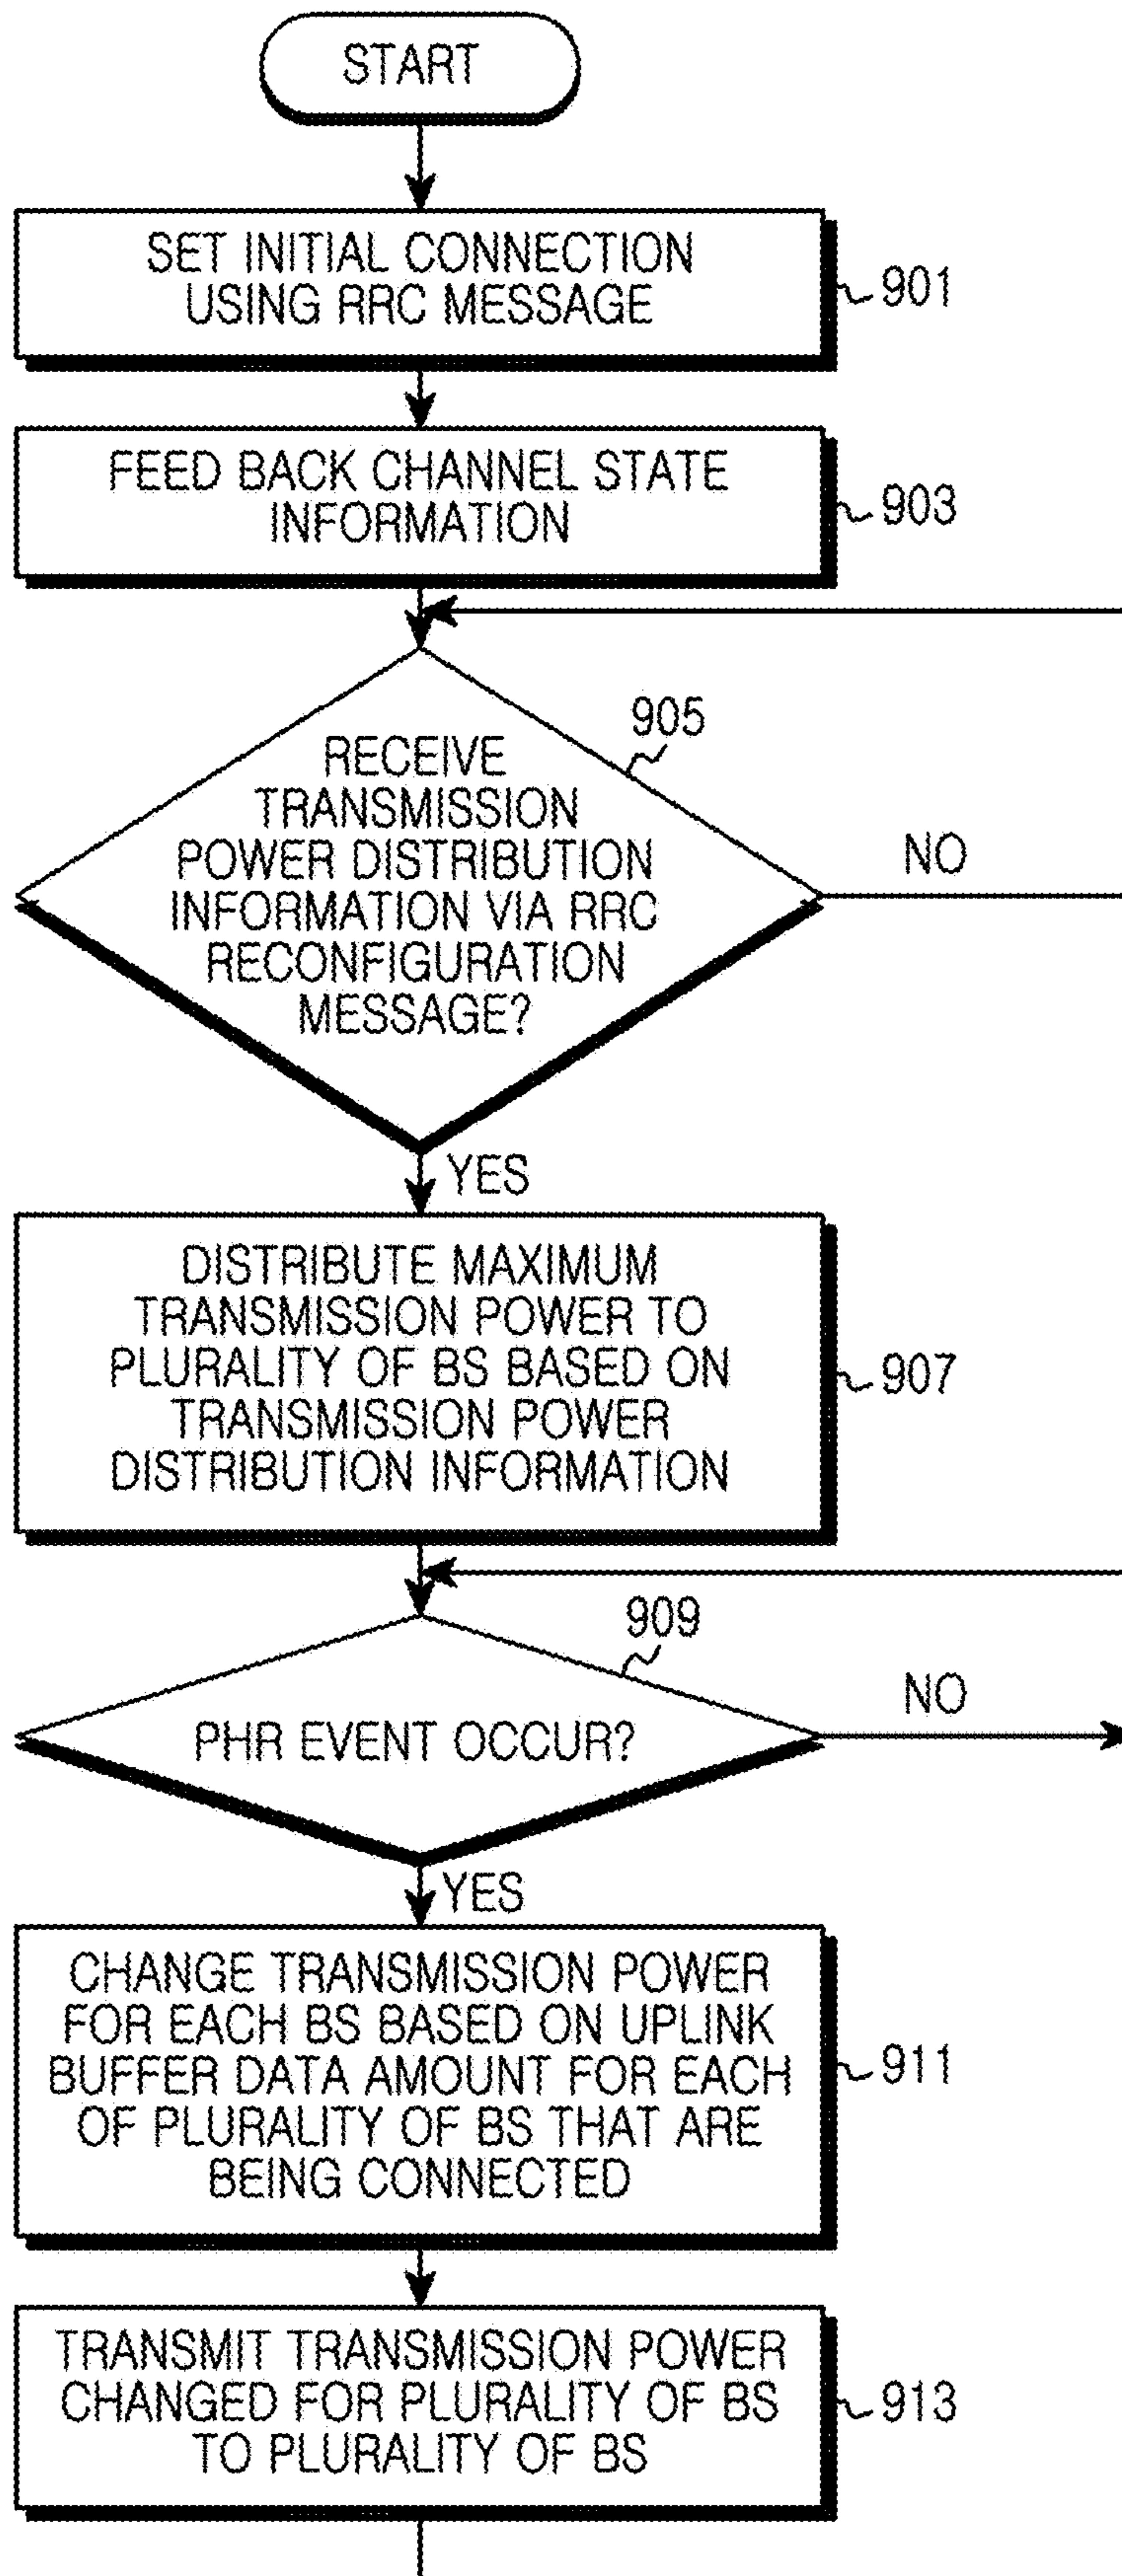 START
SET INITIAL CONNECTION
USING RRC MESSAGE
901
FEED BACK CHANNEL STATE
INFORMATION
903
905
RECEIVE
TRANSMISSION
POWER DISTRIBUTION
INFORMATION VIA RRC
RECONFIGURATION
MESSAGE?
NO
YES
DISTRIBUTE MAXIMUM
TRANSMISSION POWER TO
PLURALITY OF BS BASED ON
TRANSMISSION POWER
DISTRIBUTION INFORMATION
907
909
PHR EVENT OCCUR?
NO
YES
CHANGE TRANSMISSION POWER
FOR EACH BS BASED ON UPLINK
BUFFER DATA AMOUNT FOR EACH
OF PLURALITY OF BS THAT ARE
BEING CONNECTED
911
TRANSMIT TRANSMISSION POWER
CHANGED FOR PLURALITY OF BS
TO PLURALITY OF BS
913